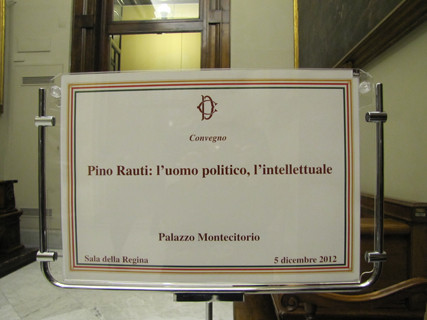 Convegno
Pino Rauti: l'uomo politico, l'intellettuale
Palazzo Montecitorio
Sala della Regina 5 dicembre 2012